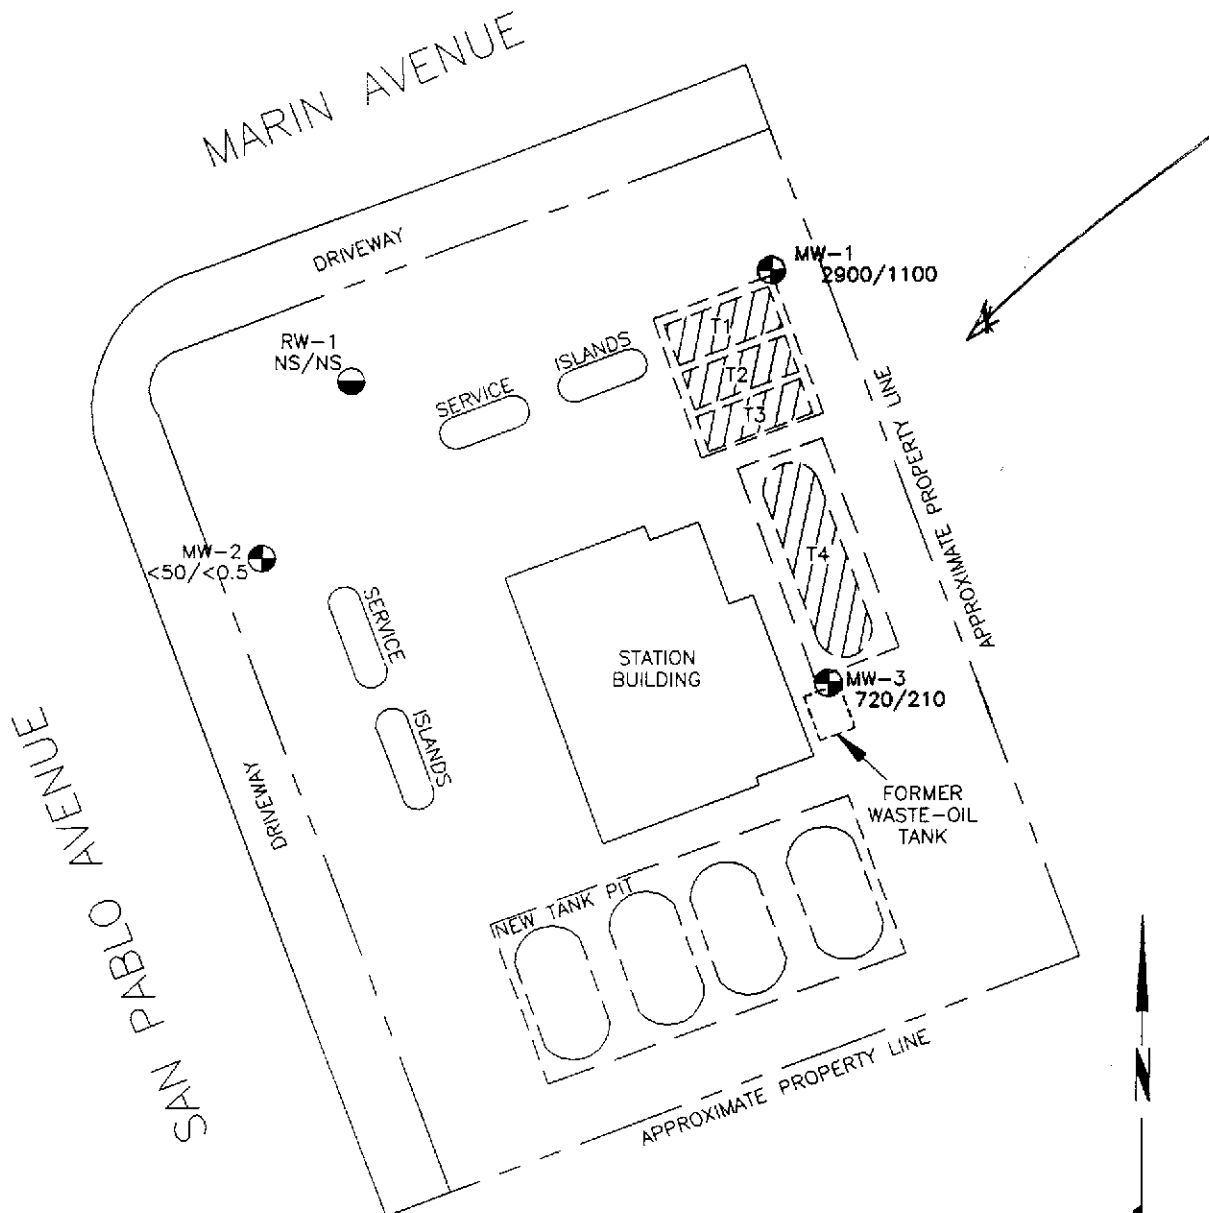 MARIN AVENUE
DRIVEWAY
MW-1
2900/1100
RW-1
NS/NS
SERVICE
ISLANDS
T1
T2
T3
APPROXIMATE PROPERTY LINE
MW-2
<50/<0.5
SERVICE
ISLANDS
T4
STATION
BUILDING
MW-3
720/210
FORMER
WASTE-OIL
TANK
DRIVEWAY
SAN PABLO AVENUE
NEW TANK PIT
APPROXIMATE PROPERTY LINE
N